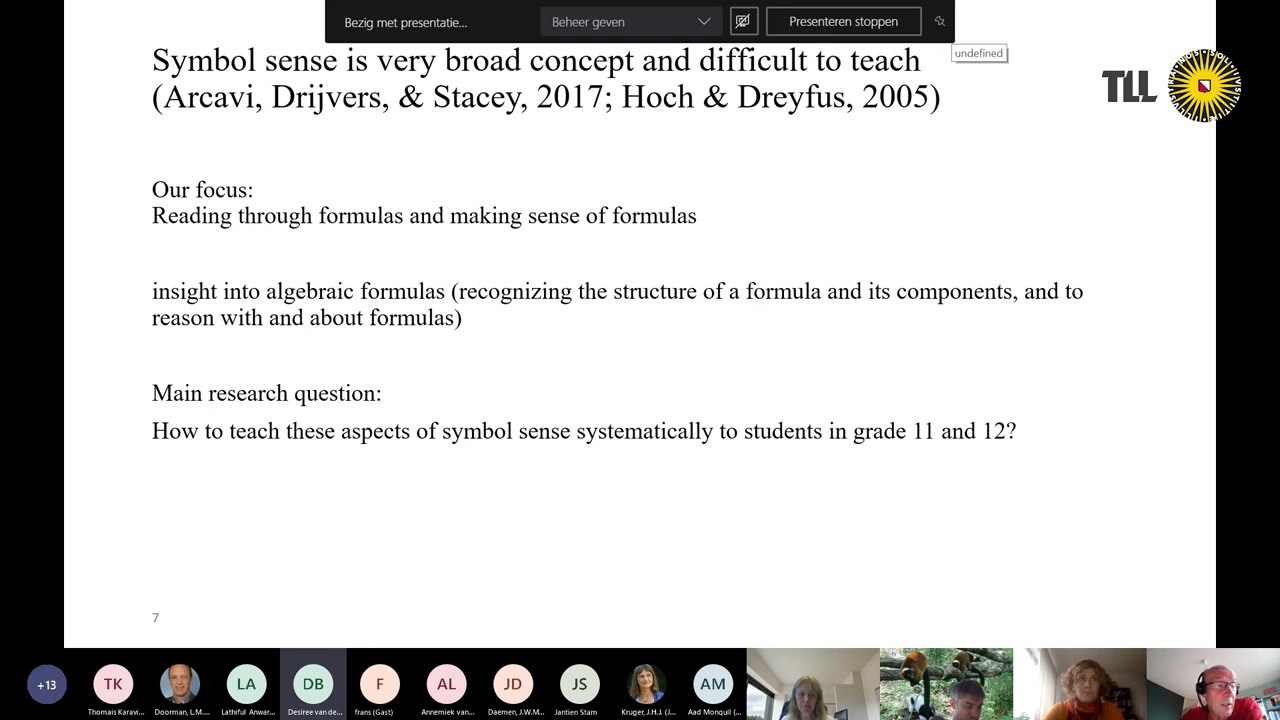 Bezig met presentatie...
Beheer geven
Presenteren stoppen
undefined
Symbol sense is very broad concept and difficult to teach
(Arcavi, Drijvers, & Stacey, 2017; Hoch & Dreyfus, 2005)
TLL
Our focus:
Reading through formulas and making sense of formulas
insight into algebraic formulas (recognizing the structure of a formula and its components, and to
reason with and about formulas)
Main research question:
How to teach these aspects of symbol sense systematically to students in grade 11 and 12?
7
+13
TK
LA
DB
F
AL
JD
JS
AM
Thomais Karavi...
Doorman, L.M....
Lathiful Anwar...
Desiree van de...
frans (Gast)
Annemiek van...
Daemen, J.W.M...
Jantien Stam
Kruger, J.H.J. (J...
Aad Monquil (...